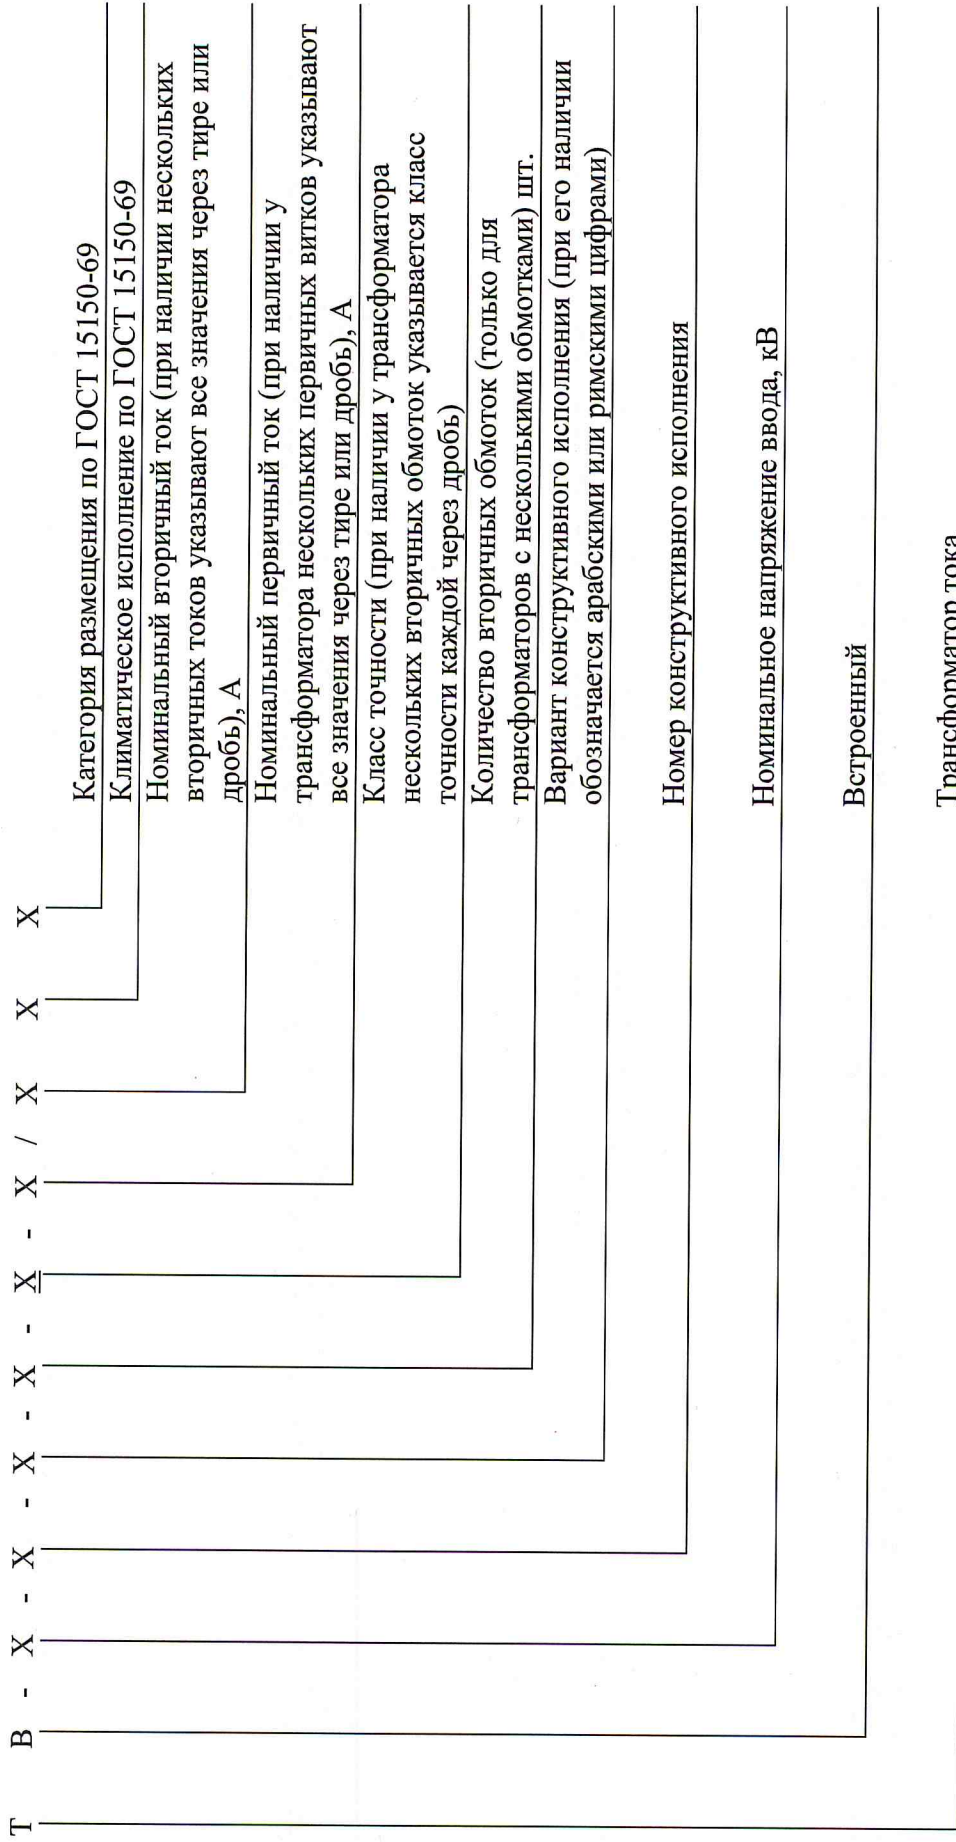 Т В - X - X - X - X - X - X / X X X
Категория размещения по ГОСТ 15150-69
Климатическое исполнение по ГОСТ 15150-69
Номинальный вторичный ток (при наличии нескольких
вторичных токов указывают все значения через тире или
дробь), А
Номинальный первичный ток (при наличии у
трансформатора нескольких первичных витков указывают
все значения через тире или дробь), А
Класс точности (при наличии у трансформатора
нескольких вторичных обмоток указывается класс
точности каждой через дробь)
Количество вторичных обмоток (только для
трансформаторов с несколькими обмотками) шт.
Вариант конструктивного исполнения (при его наличии
обозначается арабскими или римскими цифрами)
Номер конструктивного исполнения
Номинальное напряжение ввода, кВ
Встроенный
Трансформатор тока